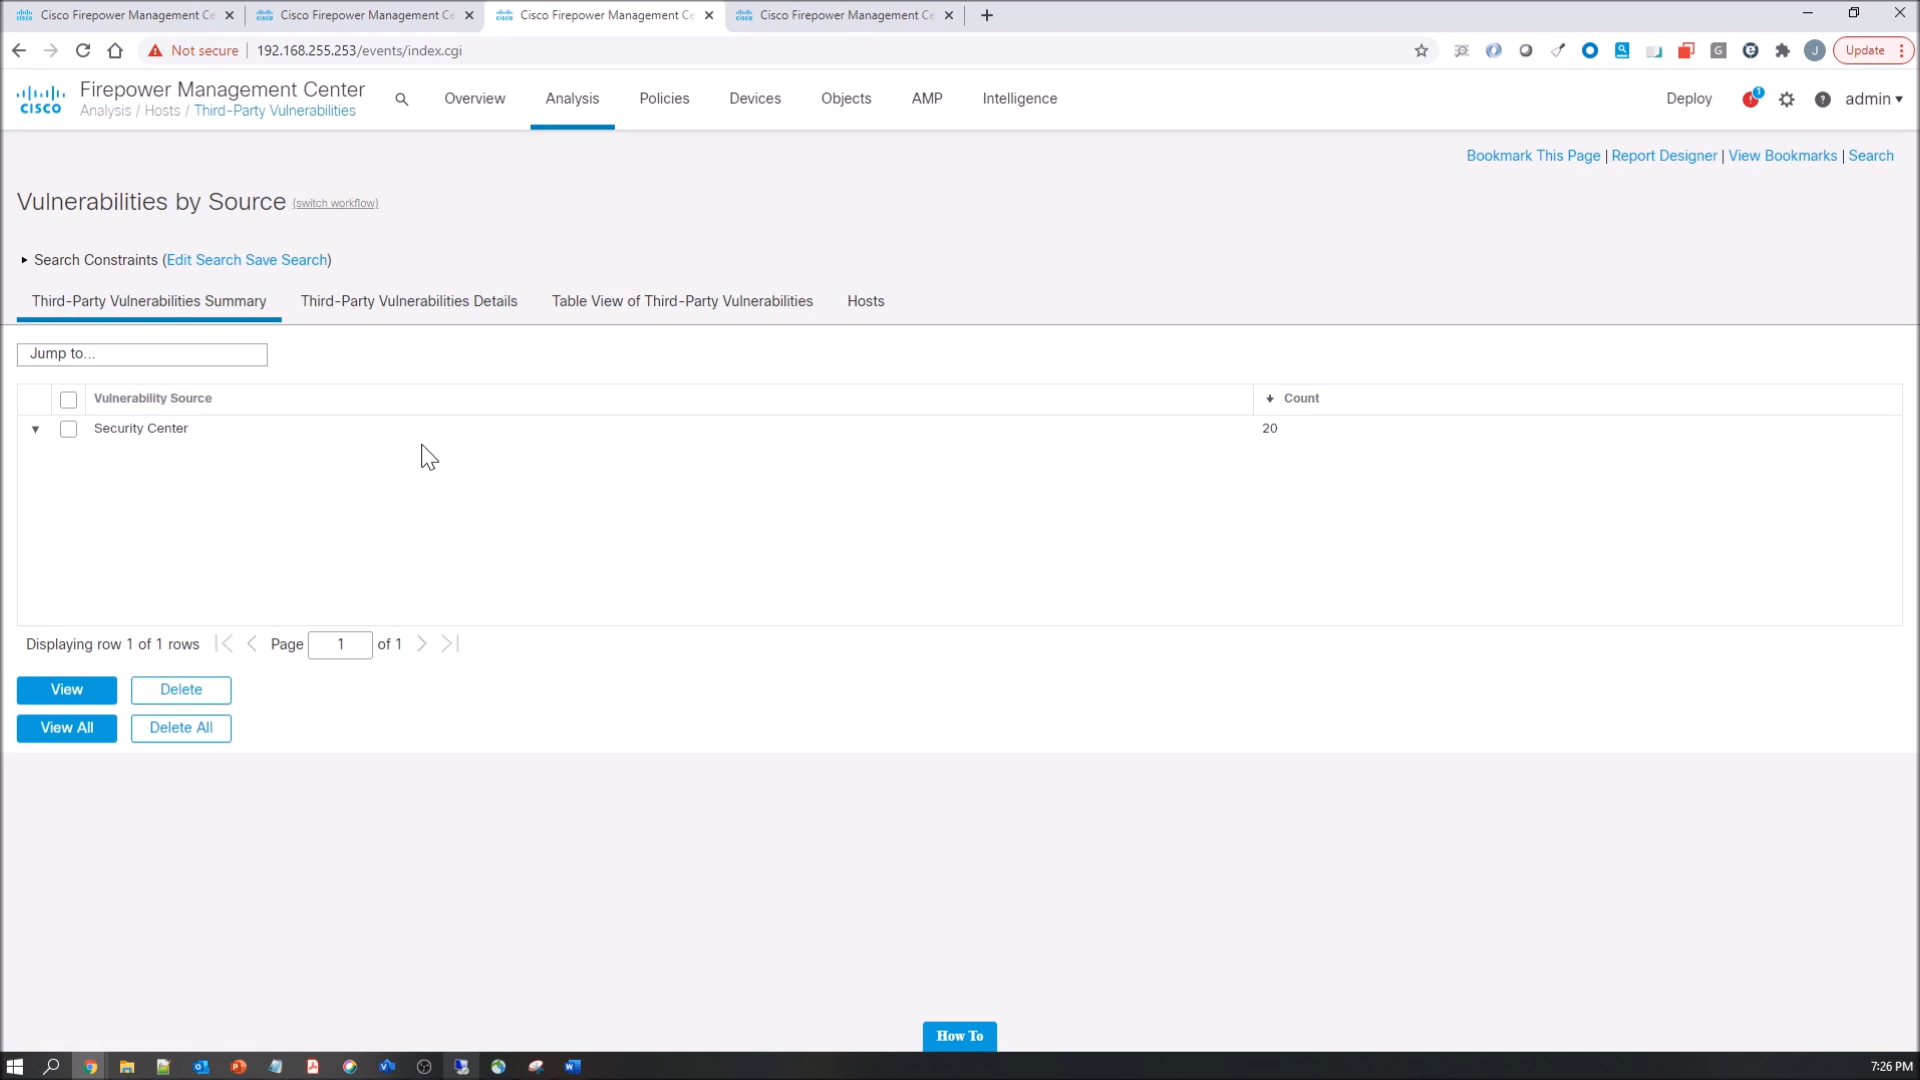 Cisco Firepower Management Ce
Cisco Firepower Management Ce
Cisco Firepower Management Ce
Cisco Firepower Management Ce
Not secure
192.168.255.253/events/index.cgi
J
Update
CISCO
Firepower Management Center
Analysis / Hosts / Third-Party Vulnerabilities
Overview
Analysis
Policies
Devices
Objects
AMP
Intelligence
Deploy
1
admin
Bookmark This Page | Report Designer | View Bookmarks | Search
Vulnerabilities by Source (switch workflow)
Search Constraints (Edit Search Save Search)
Third-Party Vulnerabilities Summary
Third-Party Vulnerabilities Details
Table View of Third-Party Vulnerabilities
Hosts
Jump to...
Vulnerability Source
Count
Security Center
20
Displaying row 1 of 1 rows
Page 1 of 1
View
Delete
View All
Delete All
How To
7:26 PM